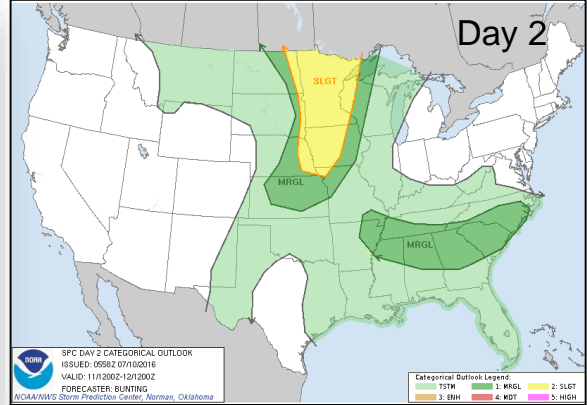 Day 2
SLGT
MRGL
MRGL
NOAA
SPC DAY 2 CATEGORICAL OUTLOOK
ISSUED: 0558Z 07/10/2016
VALID: 11/1200Z-12/1200Z
FORECASTER: BUNTING
NOAA/NWS Storm Prediction Center, Norman, Oklahoma
Categorical Outlook Legend:
TSTM 1: MRGL 2: SLGT
3: ENH 4: MDT 5: HIGH